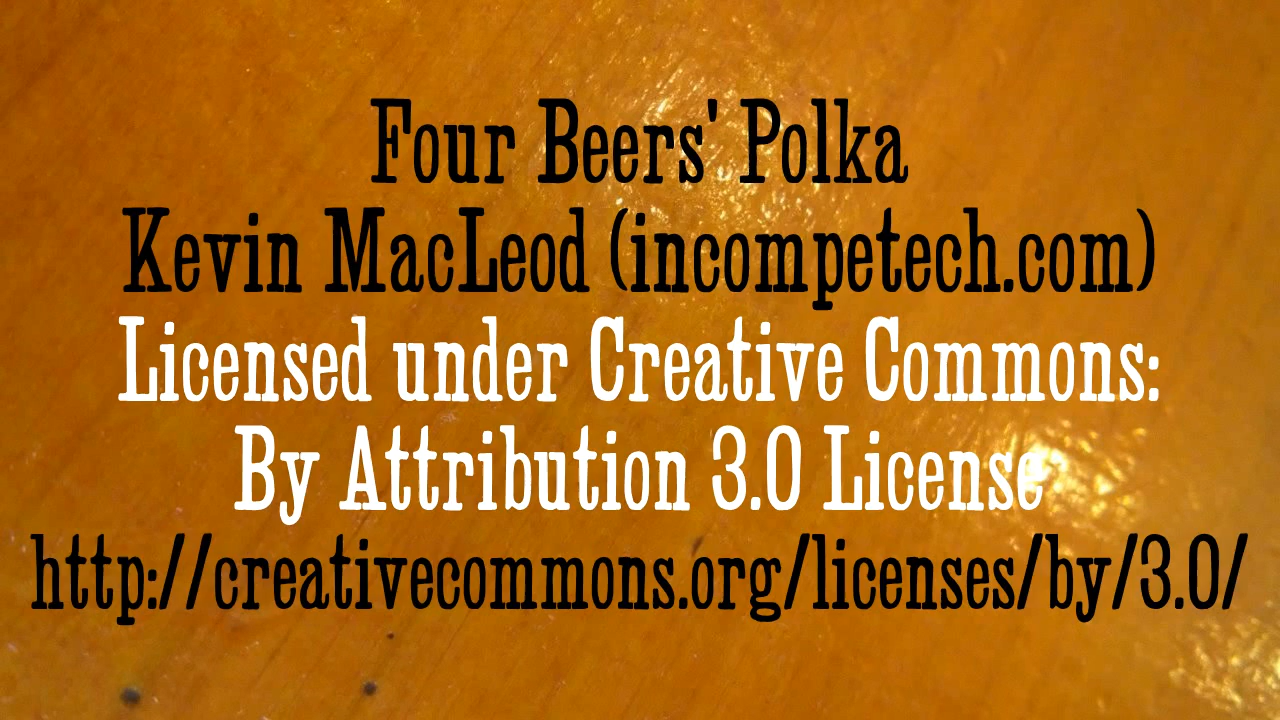 Four Beers' Polka
Kevin MacLeod (incompetech.com)
Licensed under Creative Commons:
By Attribution 3.0 License
http://creativecommons.org/licenses/by/3.0/